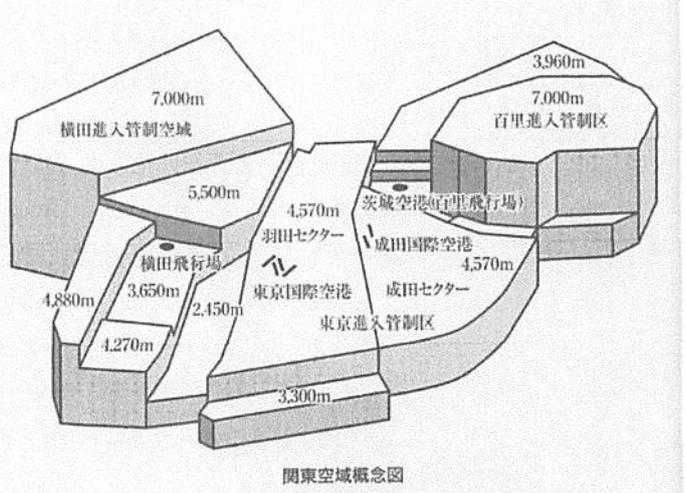 3,960m
7,000m
横田進入管制空域
7,000m
百里進入管制区
5,500m
茨城空港(百里飛行場)
4,570m
羽田セクター
成田国際空港
横田飛行場
4,570m
3,650m
東京国際空港
成田セクター
4,880m
2,450m
東京進入管制区
4,270m
3,300m
関東空域概念図